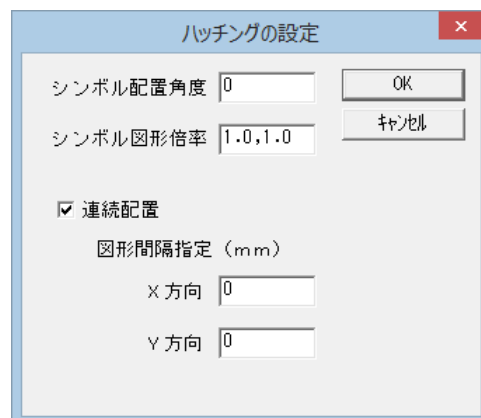 ハッチングの設定
シンボル配置角度 0
OK
シンボル図形倍率 1.0,1.0
ｷｬﾝｾﾙ
連続配置
図形間隔指定（ｍｍ）
Ｘ方向 0
Ｙ方向 0